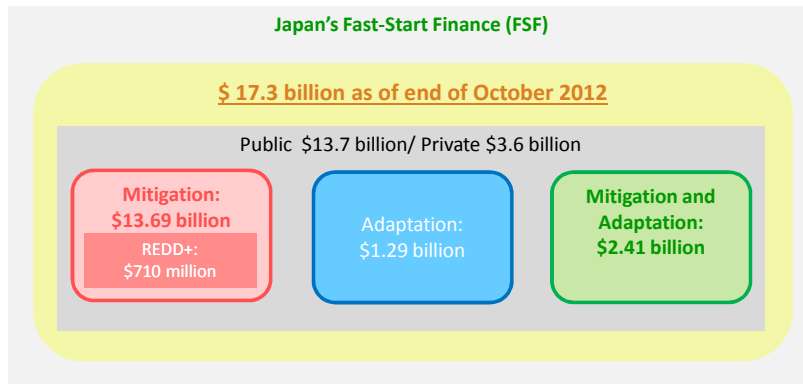 Japan's Fast-Start Finance (FSF)
$ 17.3 billion as of end of October 2012
Public $13.7 billion/ Private $3.6 billion
Mitigation:
$13.69 billion
REDD+:
$710 million
Adaptation:
$1.29 billion
Mitigation and
Adaptation:
$2.41 billion